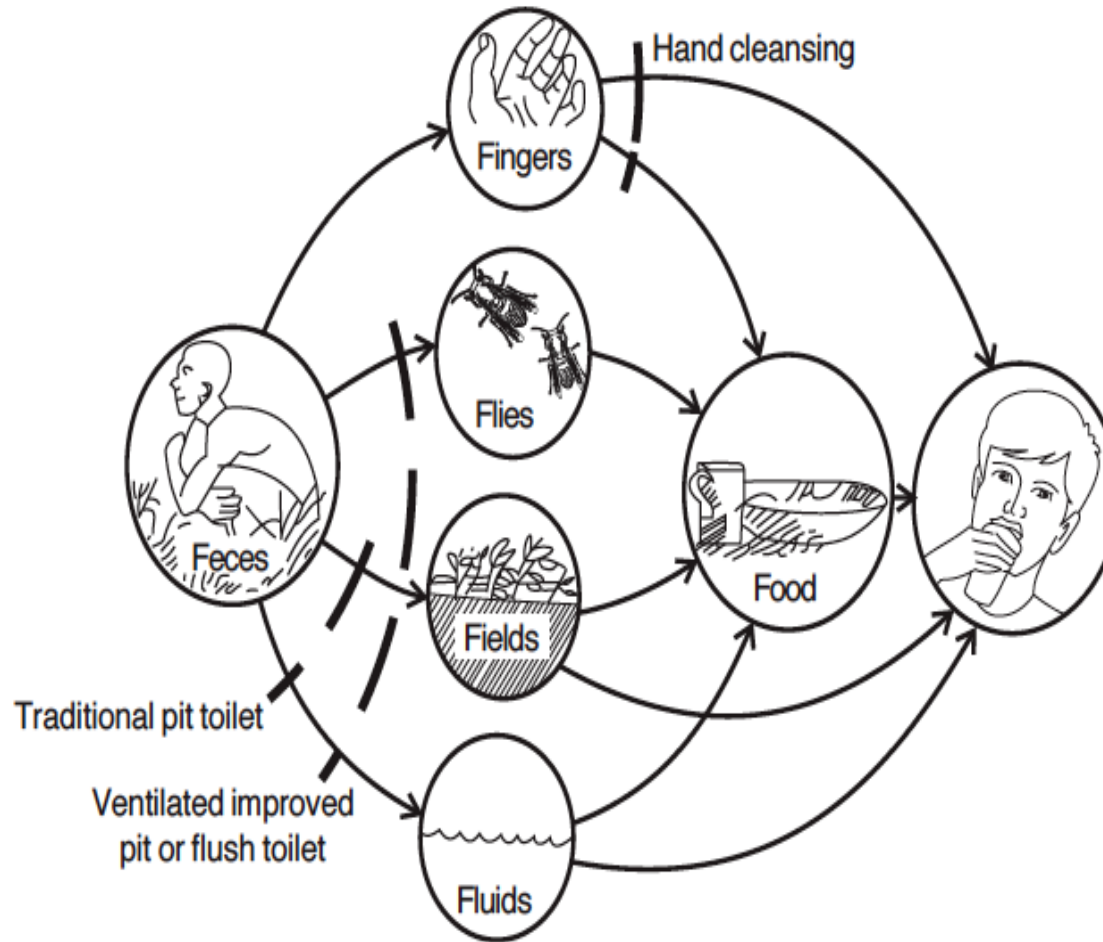 Hand cleansing
Fingers
Flies
Feces
Food
Fields
Traditional pit toilet
Ventilated improved
pit or flush toilet
Fluids